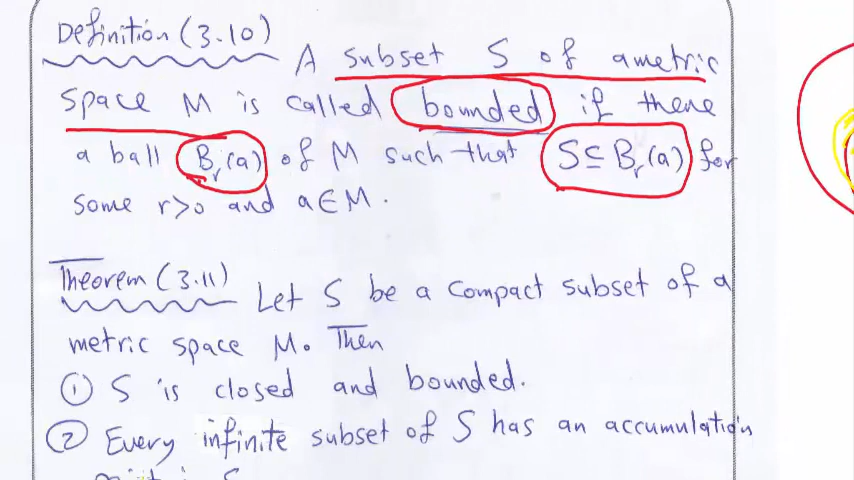 Definition (3.10)
A subset S of ametric
space M is called bounded if there
a ball Br(a) of M such that S ⊆ Br(a) for
some r>0 and a∈M.
Theorem (3.11)
Let S be a compact subset of a
metric space M. Then
① S is closed and bounded.
② Every infinite subset of S has an accumulation